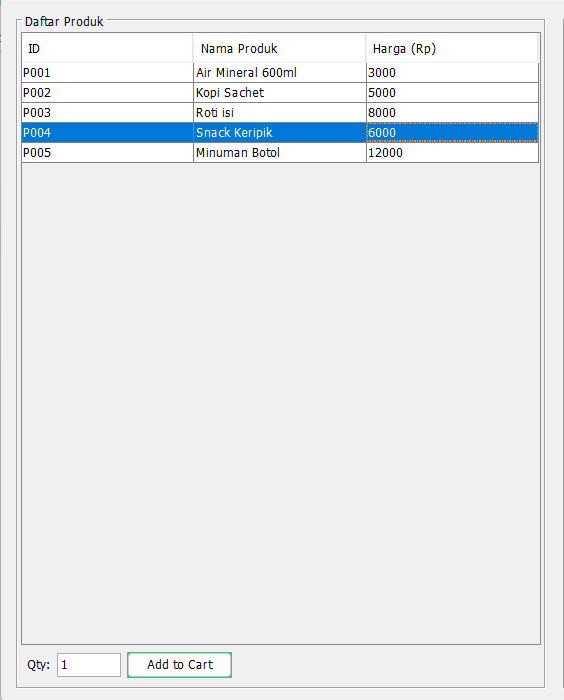 Daftar Produk
ID Nama Produk Harga (Rp)
P001 Air Mineral 600ml 3000
P002 Kopi Sachet 5000
P003 Roti isi 8000
P004 Snack Keripik 6000
P005 Minuman Botol 12000
Qty: 1 Add to Cart